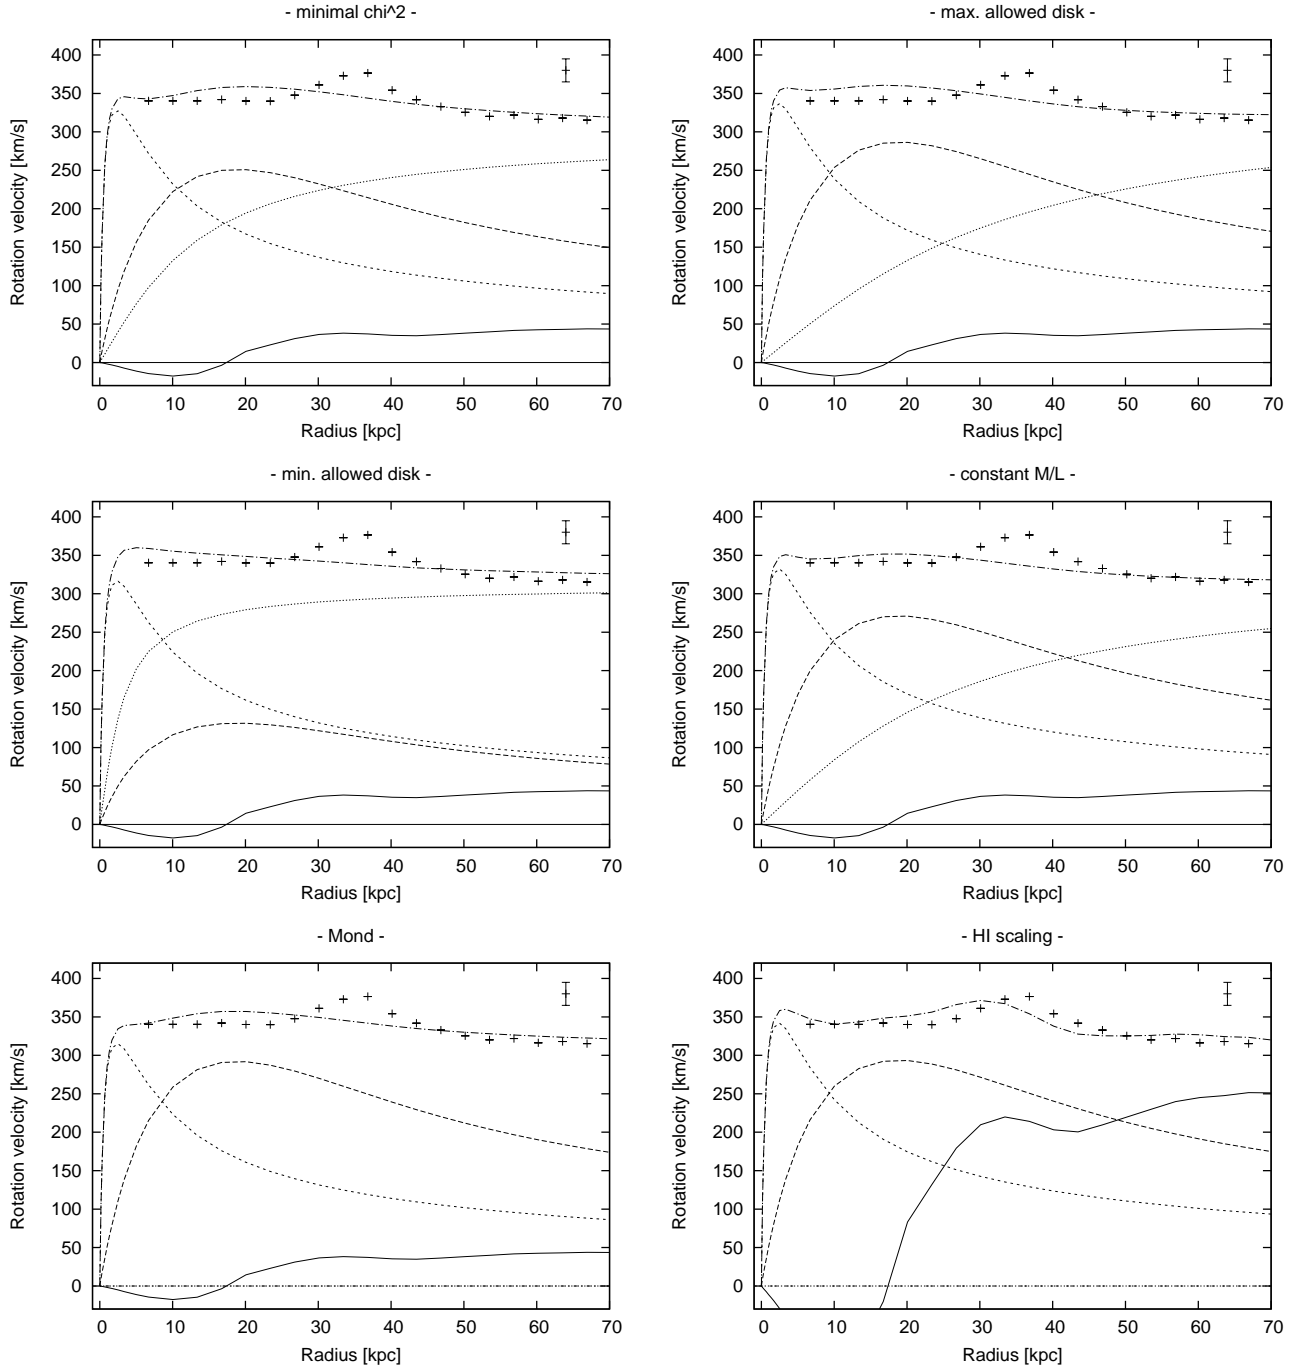 - minimal chi^2 -
400
350
300
250
200
150
100
50
0
Rotation velocity [km/s]
0 10 20 30 40 50 60 70
Radius [kpc]
- max. allowed disk -
400
350
300
250
200
150
100
50
0
Rotation velocity [km/s]
0 10 20 30 40 50 60 70
Radius [kpc]
- min. allowed disk -
400
350
300
250
200
150
100
50
0
Rotation velocity [km/s]
0 10 20 30 40 50 60 70
Radius [kpc]
- constant M/L -
400
350
300
250
200
150
100
50
0
Rotation velocity [km/s]
0 10 20 30 40 50 60 70
Radius [kpc]
- Mond -
400
350
300
250
200
150
100
50
0
Rotation velocity [km/s]
0 10 20 30 40 50 60 70
Radius [kpc]
- HI scaling -
400
350
300
250
200
150
100
50
0
Rotation velocity [km/s]
0 10 20 30 40 50 60 70
Radius [kpc]